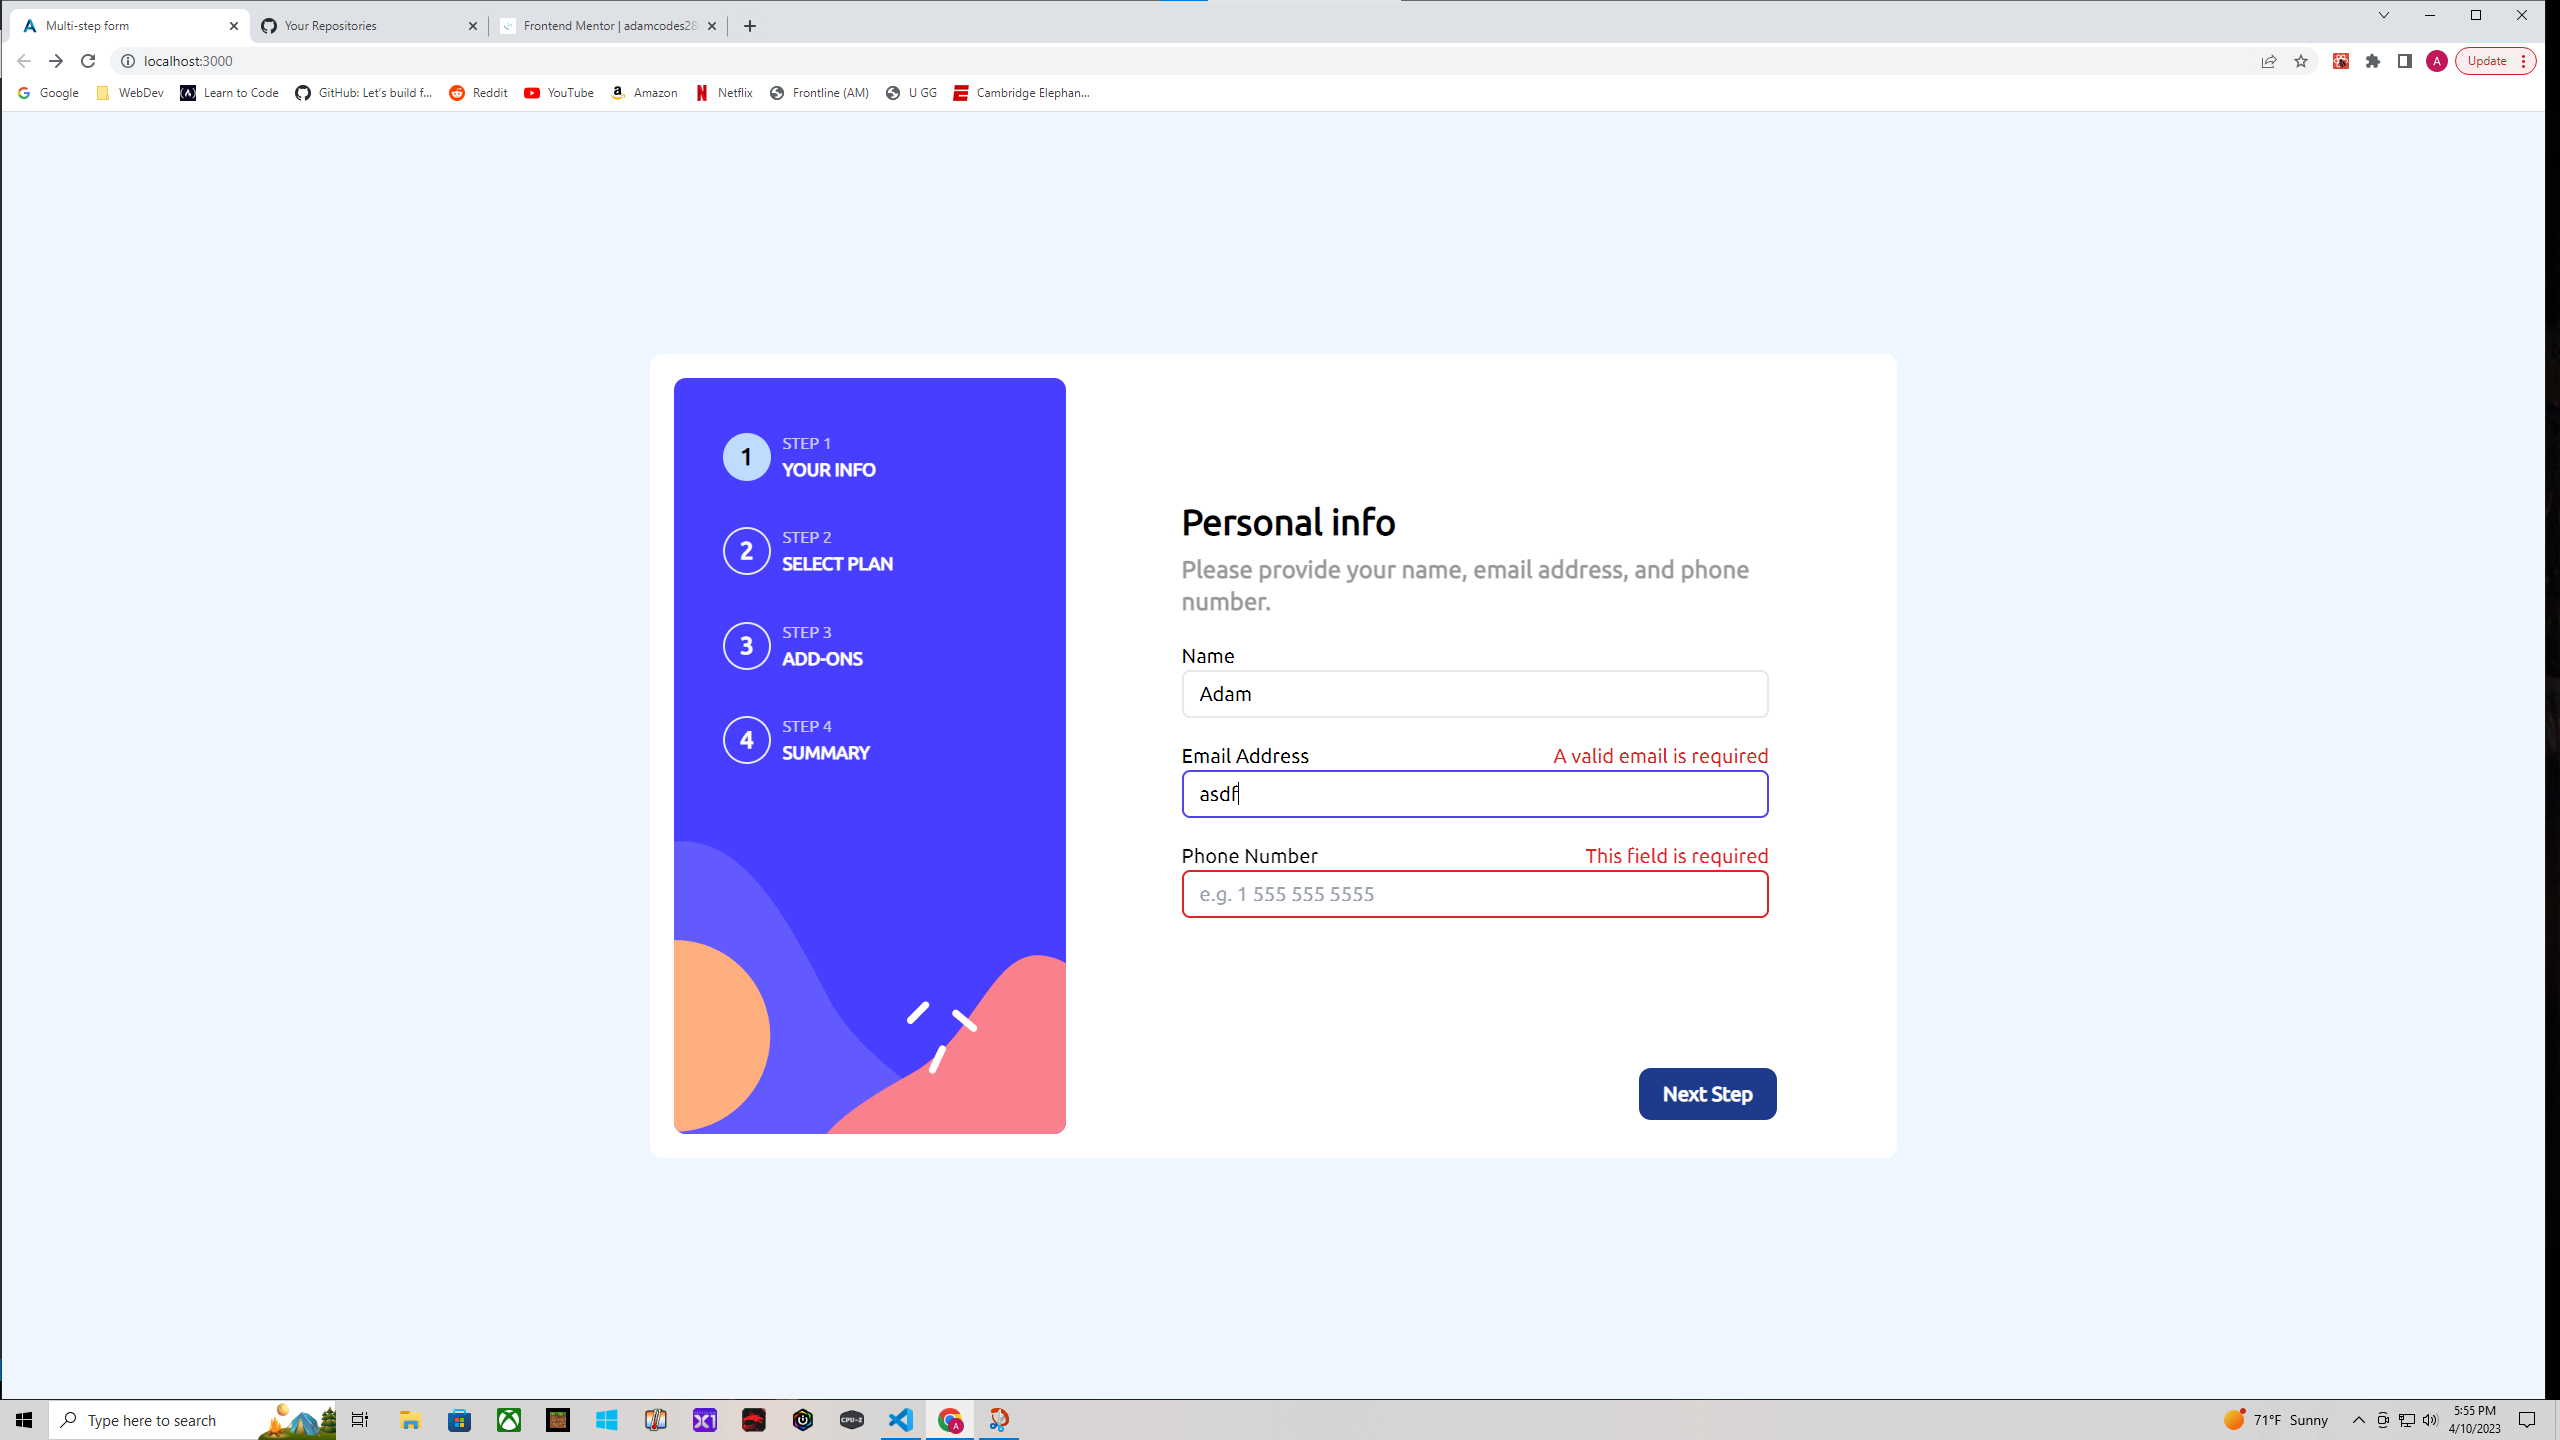 Multi-step form
Your Repositories
Frontend Mentor | adamcodes28
localhost:3000
A
Update
Google
WebDev
Learn to Code
GitHub: Let's build f...
Reddit
YouTube
Amazon
Netflix
Frontline (AM)
U GG
Cambridge Elephan...
1
STEP 1
YOUR INFO
2
STEP 2
SELECT PLAN
3
STEP 3
ADD-ONS
4
STEP 4
SUMMARY
Personal info
Please provide your name, email address, and phone
number.
Name
Adam
Email Address
A valid email is required
asdf
Phone Number
This field is required
e.g. 1 555 555 5555
Next Step
Type here to search
X1
CPU-Z
A
71°F Sunny
5:55 PM
4/10/2023